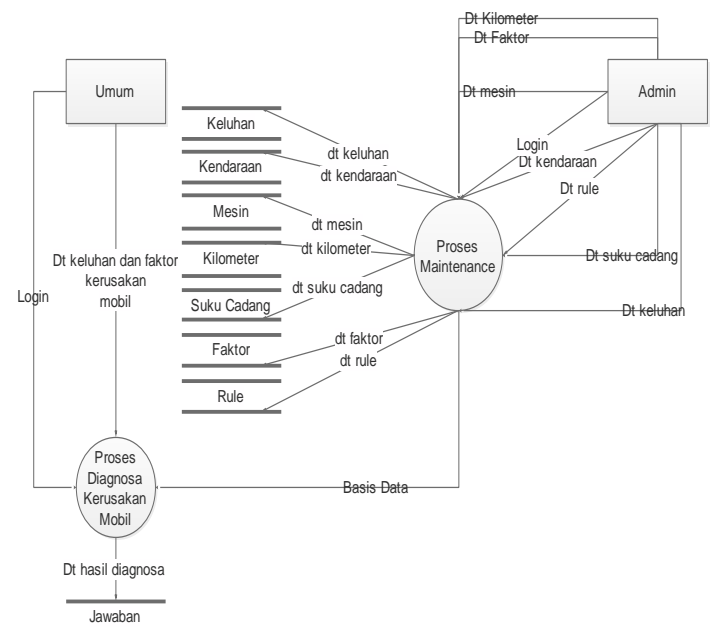 Dt Kilometer
Dt Faktor
Umum
Dt mesin
Admin
Keluhan
dt keluhan
Login
Kendaraan
dt kendaraan
Dt kendaraan
Dt rule
Mesin
dt mesin
Proses
Maintenance
dt kilometer
Kilometer
Dt keluhan dan faktor
kerusakan
mobil
Dt suku cadang
dt suku cadang
Login
Suku Cadang
Dt keluhan
dt faktor
Faktor
dt rule
Rule
Proses
Diagnosa
Kerusakan
Mobil
Basis Data
Dt hasil diagnosa
Jawaban